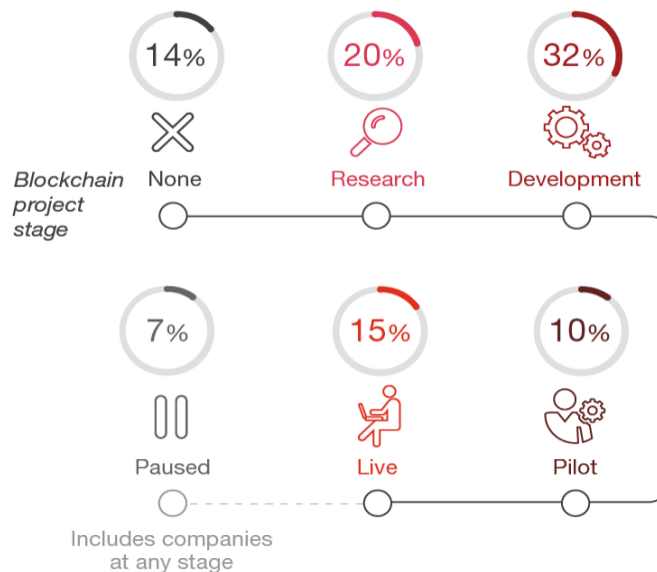 14%
20%
32%
Blockchain
project
stage
None
Research
Development
7%
15%
10%
Paused
Live
Pilot
Includes companies
at any stage